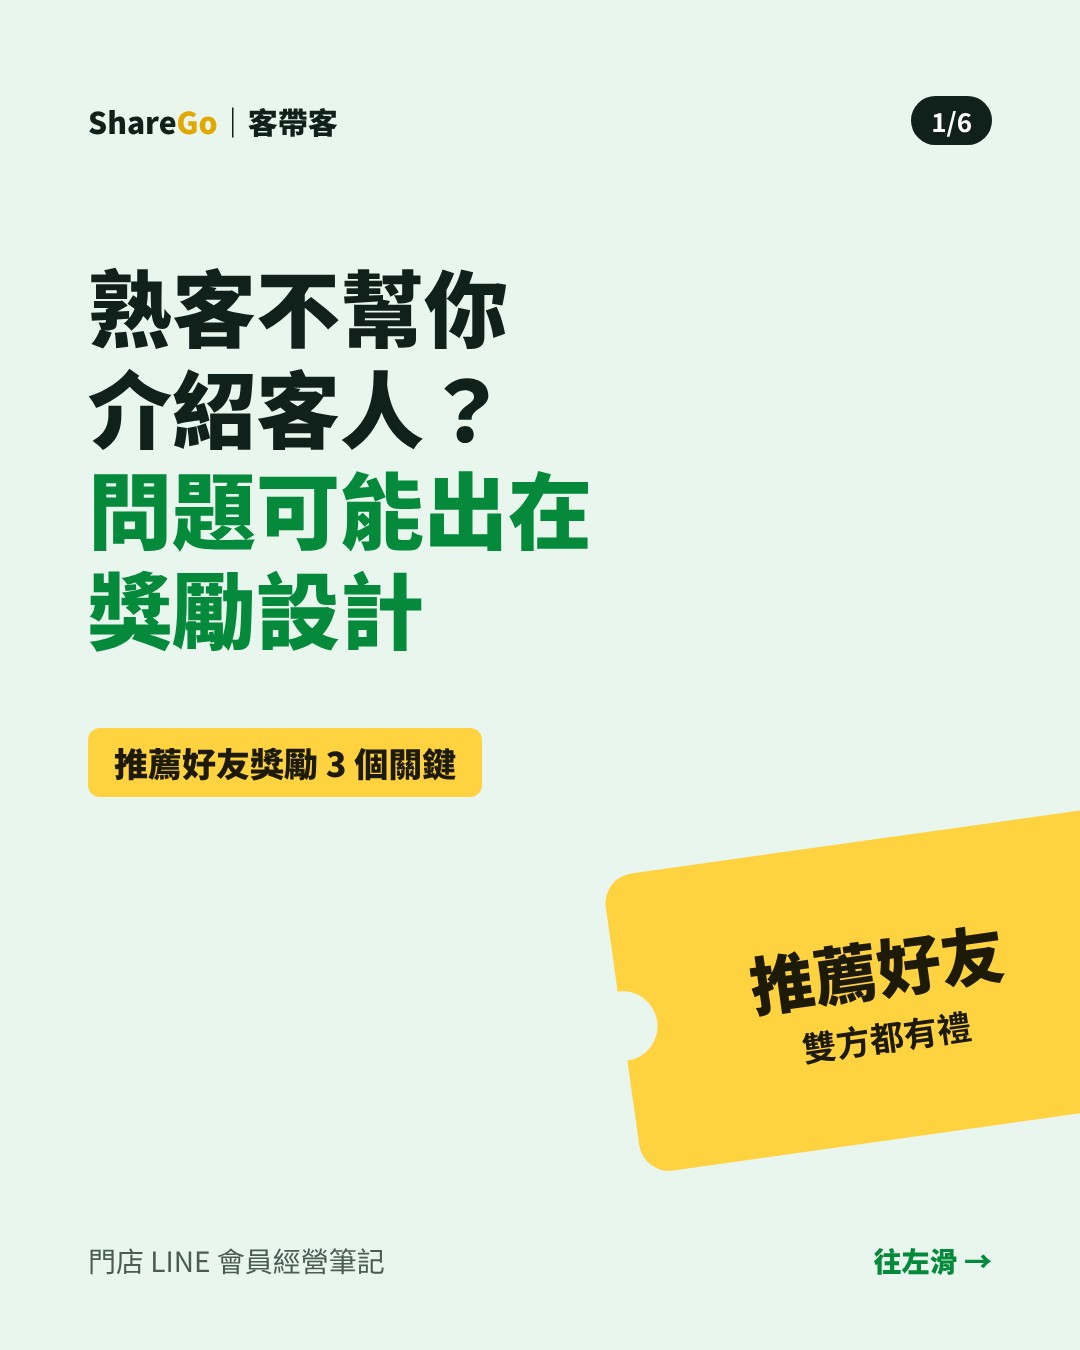 ShareGo｜客帶客
1/6
熟客不幫你
介紹客人？
問題可能出在
獎勵設計
推薦好友獎勵 3 個關鍵
推薦好友
雙方都有禮
門店 LINE 會員經營筆記
往左滑 →